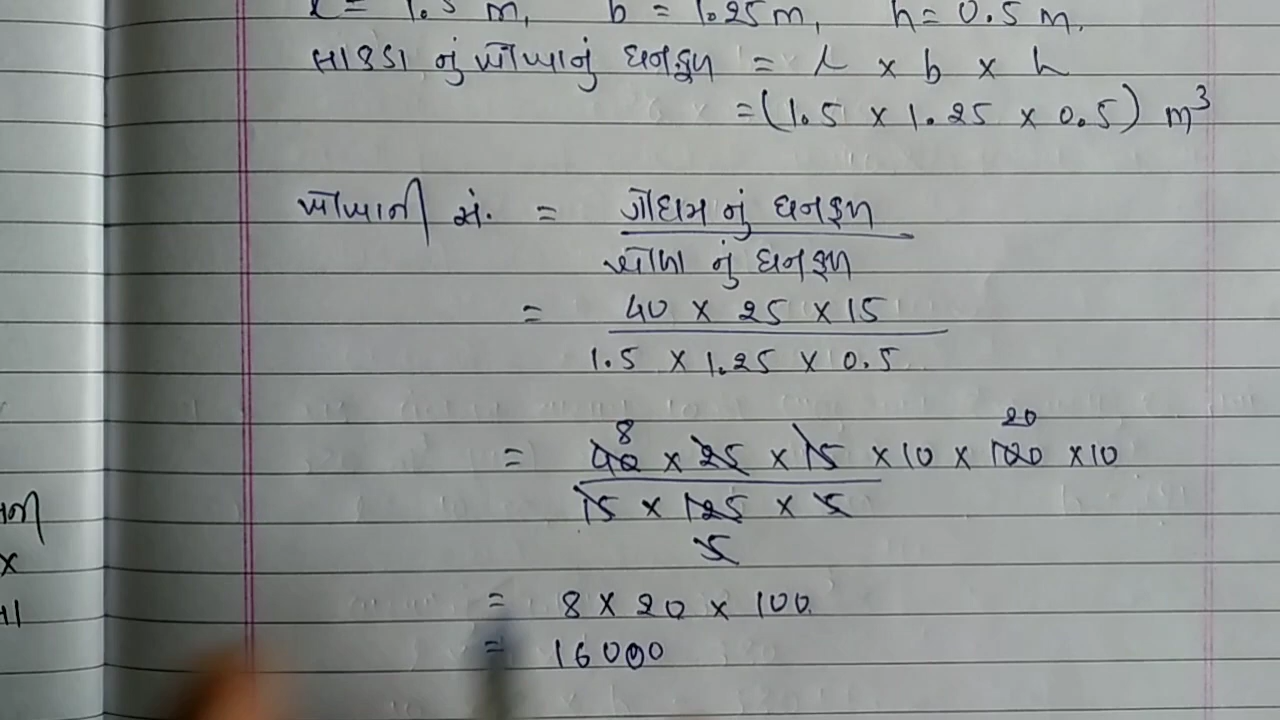 l = 1.5 m, b = 1.25 m, h = 0.5 m.
લાકડા નું ખોખાનું ઘનફળ = l × b × h
= (1.5 × 1.25 × 0.5) m³
ખોખાની સં. = ગોદામ નું ઘનફળ
ખોખા નું ઘનફળ
= 40 × 25 × 15
1.5 × 1.25 × 0.5
8 20
= 40 × 25 × 15 × 10 × 100 × 10
15 × 125 × 5
5
= 8 × 20 × 100
= 16000
ની
×